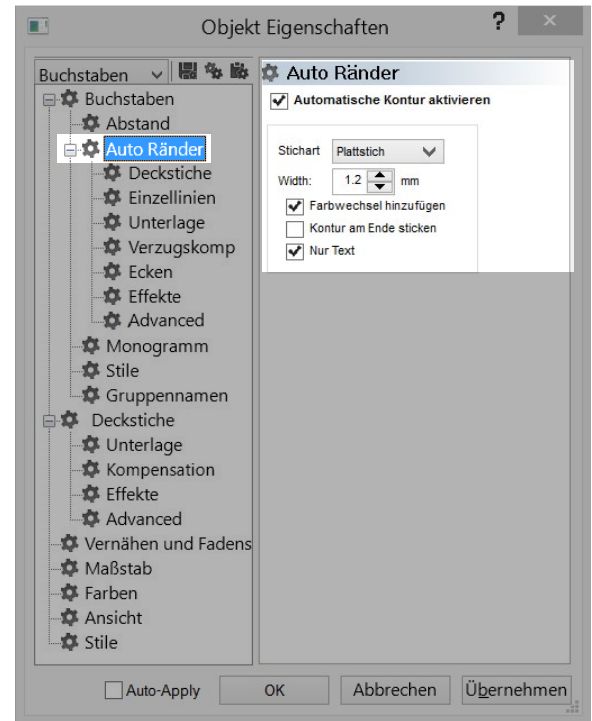 Objekt Eigenschaften ? ×
Buchstaben
Buchstaben
Abstand
Auto Ränder
Deckstiche
Einzellinien
Unterlage
Verzugskomp
Ecken
Effekte
Advanced
Monogramm
Stile
Gruppennamen
Deckstiche
Unterlage
Kompensation
Effekte
Advanced
Vernähen und Fadens
Maßstab
Farben
Ansicht
Stile
Auto Ränder
Automatische Kontur aktivieren
Stichart Plattstich
Width: 1.2 mm
Farbwechsel hinzufügen
Kontur am Ende sticken
Nur Text
Auto-Apply OK Abbrechen Übernehmen